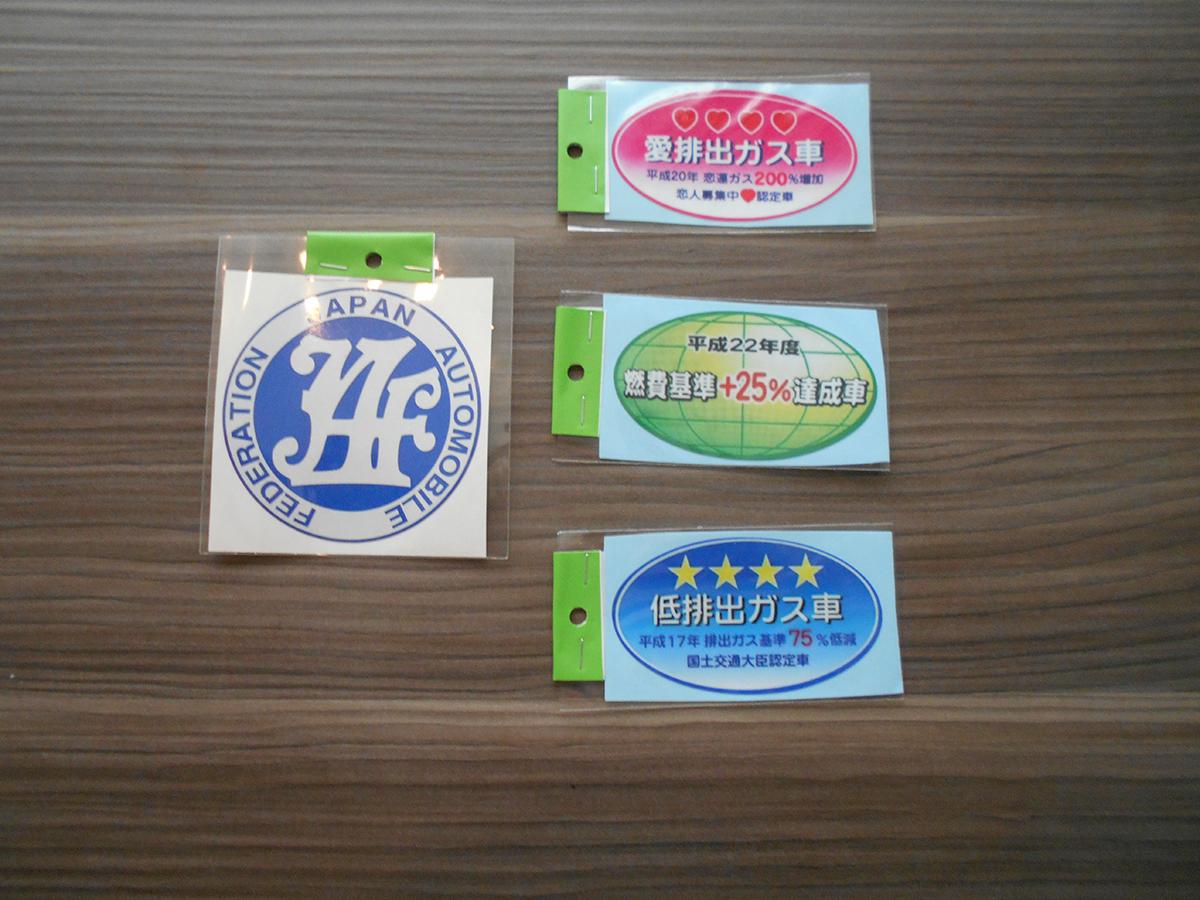 JAPAN AUTOMOBILE FEDERATION
JAF
愛排出ガス車
平成20年 恋運ガス200%増加
恋人募集中♥認定車
平成22年度
燃費基準+25%達成車
低排出ガス車
平成17年 排出ガス基準75%低減
国土交通大臣認定車